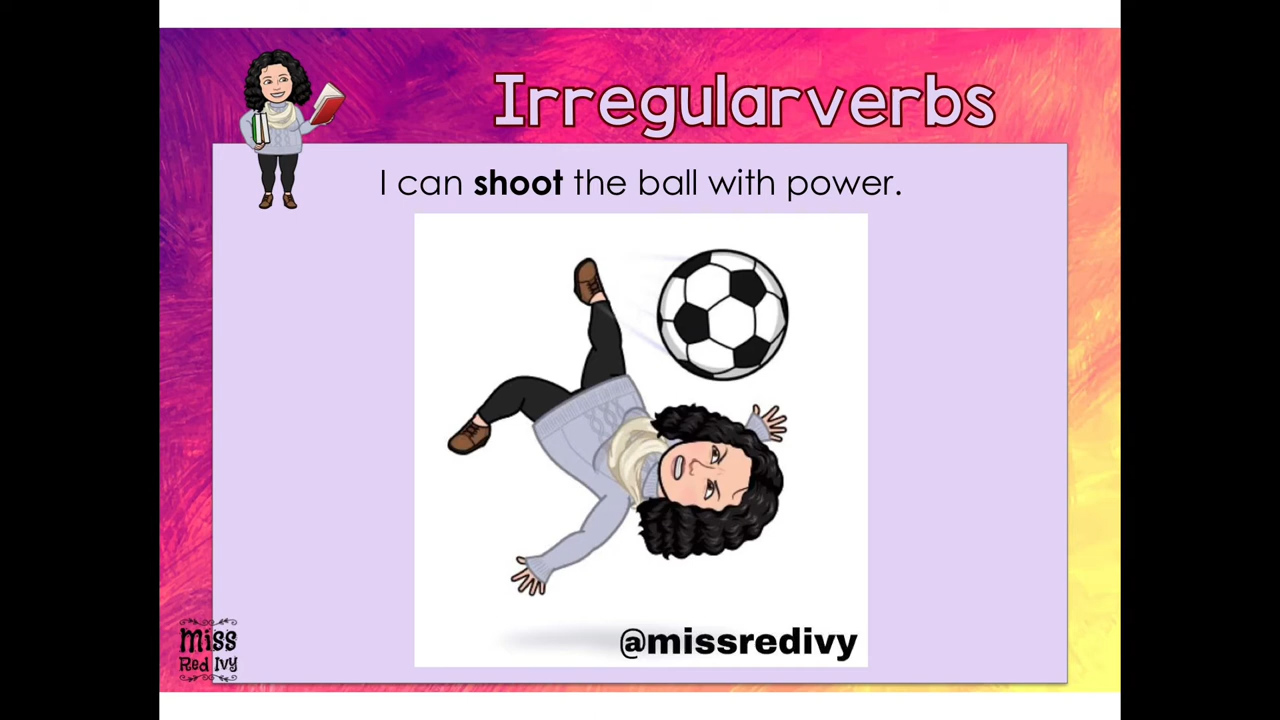 Irregularverbs
I can shoot the ball with power.
@missredivy
Miss
Red Ivy